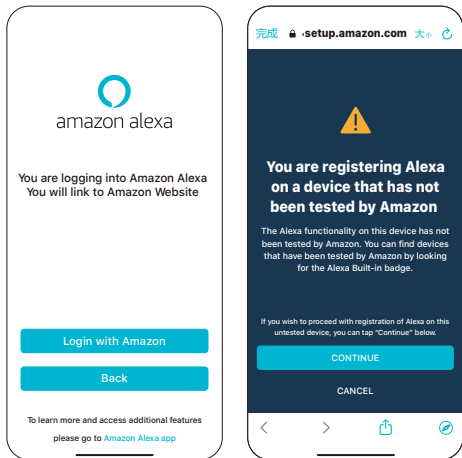 amazon alexa
You are logging into Amazon Alexa
You will link to Amazon Website
Login with Amazon
Back
To learn more and access additional features
please go to Amazon Alexa app
完成
-setup.amazon.com
大小
You are registering Alexa
on a device that has not
been tested by Amazon
The Alexa functionality on this device has not
been tested by Amazon. You can find devices
that have been tested by Amazon by looking
for the Alexa Built-in badge.
If you wish to proceed with registration of Alexa on this
untested device, you can tap "Continue" below.
CONTINUE
CANCEL